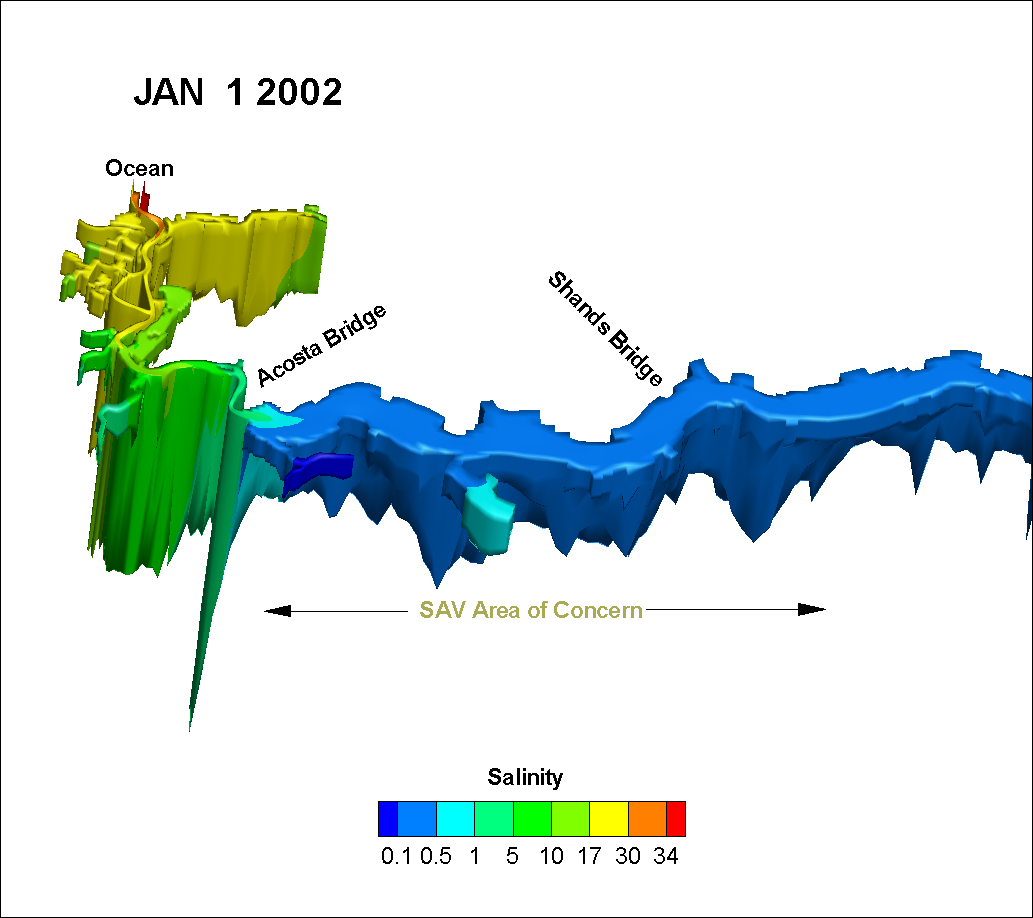 JAN 1 2002
Ocean
Acosta Bridge
Shands Bridge
SAV Area of Concern
Salinity
0.1 0.5 1 5 10 17 30 34